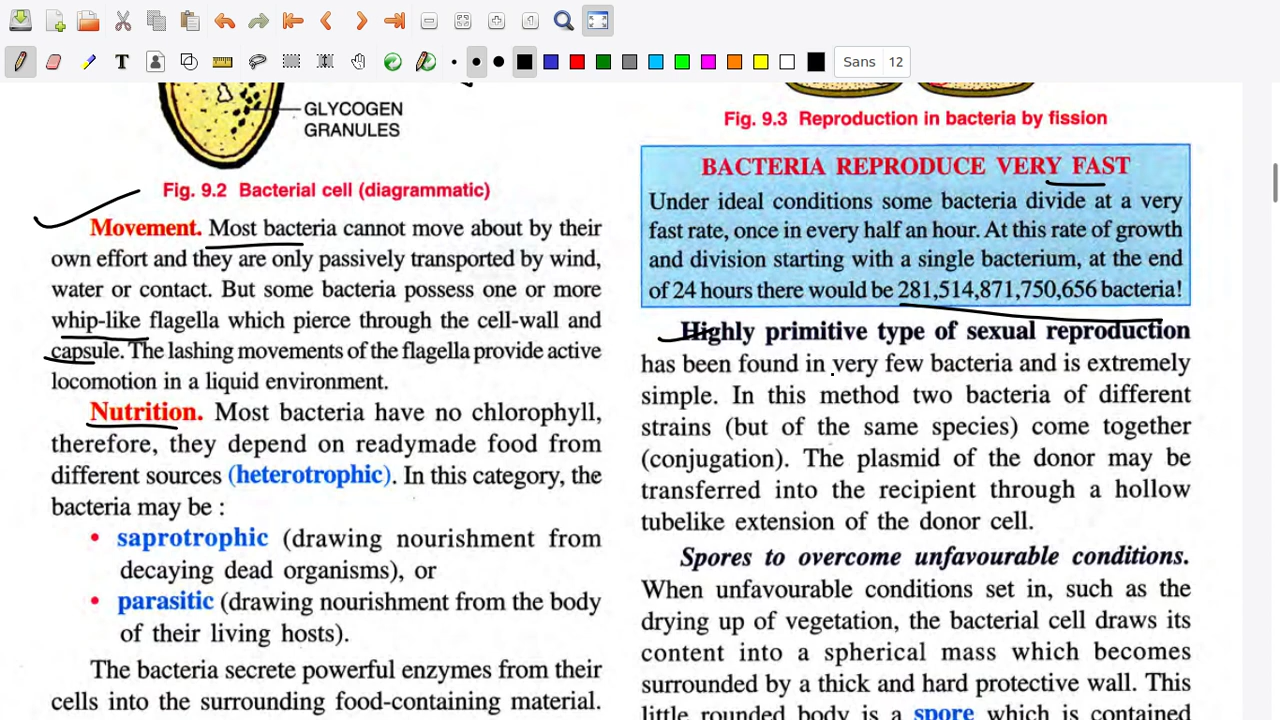 Sans 12
GLYCOGEN
GRANULES
Fig. 9.2 Bacterial cell (diagrammatic)
Movement. Most bacteria cannot move about by their
own effort and they are only passively transported by wind,
water or contact. But some bacteria possess one or more
whip-like flagella which pierce through the cell-wall and
capsule. The lashing movements of the flagella provide active
locomotion in a liquid environment.
Nutrition. Most bacteria have no chlorophyll,
therefore, they depend on readymade food from
different sources (heterotrophic). In this category, the
bacteria may be :
• saprotrophic (drawing nourishment from
decaying dead organisms), or
• parasitic (drawing nourishment from the body
of their living hosts).
The bacteria secrete powerful enzymes from their
cells into the surrounding food-containing material.
Fig. 9.3 Reproduction in bacteria by fission
BACTERIA REPRODUCE VERY FAST
Under ideal conditions some bacteria divide at a very
fast rate, once in every half an hour. At this rate of growth
and division starting with a single bacterium, at the end
of 24 hours there would be 281,514,871,750,656 bacteria!
Highly primitive type of sexual reproduction
has been found in very few bacteria and is extremely
simple. In this method two bacteria of different
strains (but of the same species) come together
(conjugation). The plasmid of the donor may be
transferred into the recipient through a hollow
tubelike extension of the donor cell.
Spores to overcome unfavourable conditions.
When unfavourable conditions set in, such as the
drying up of vegetation, the bacterial cell draws its
content into a spherical mass which becomes
surrounded by a thick and hard protective wall. This
little rounded body is a spore which is contained